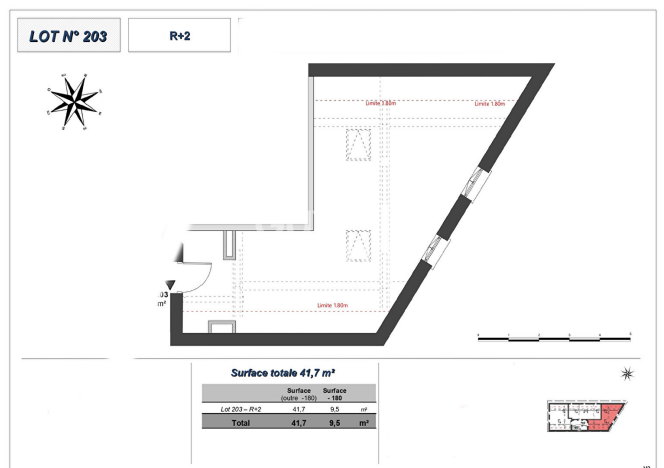 LOT N° 203
R+2
Limite 1.80m
Limite 1.80m
Limite 1.80m
m²
Surface totale 41,7 m²
Surface Surface
(outre -180) - 180
Lot 203 – R+2 41,7 9,5 m²
Total 41,7 9,5 m²